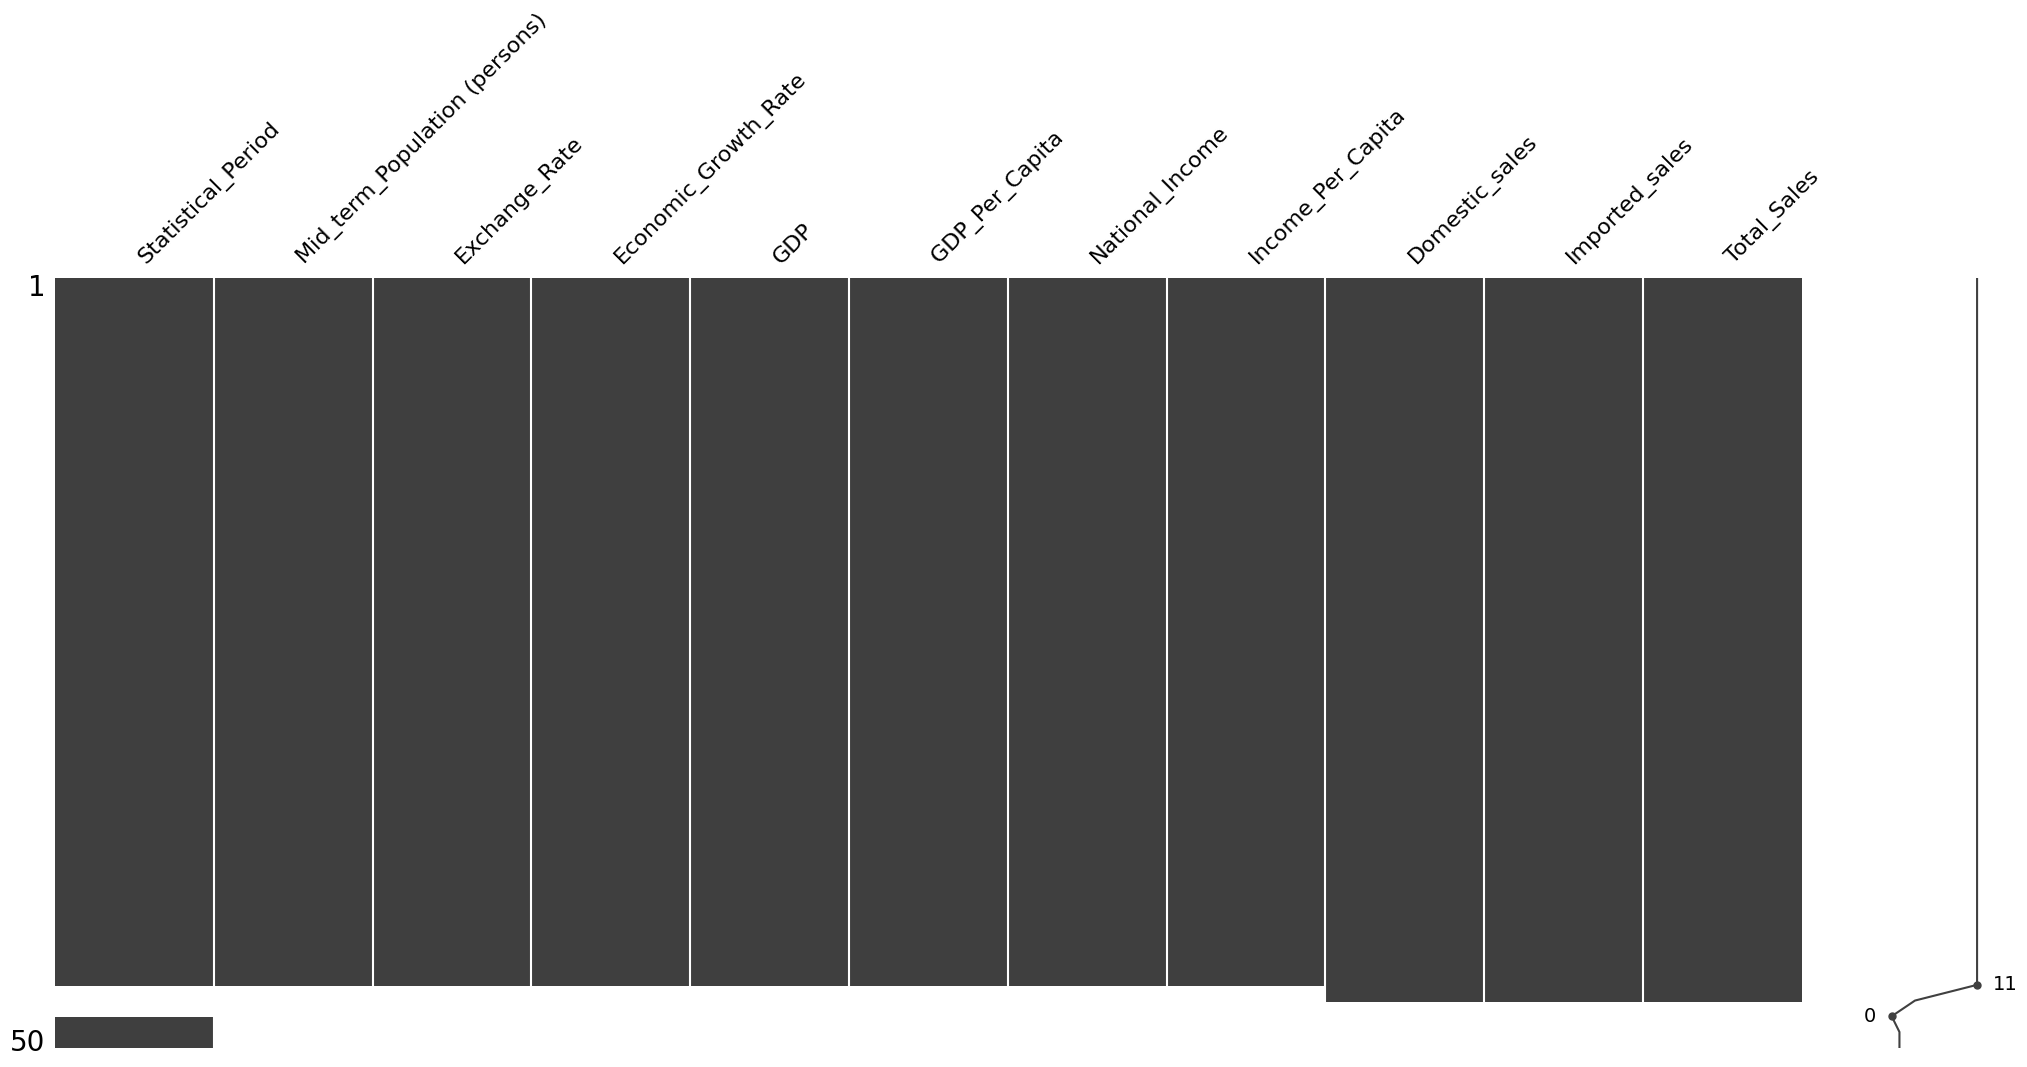 Statistical_Period
Mid_term_Population (persons)
Exchange_Rate
Economic_Growth_Rate
GDP
GDP_Per_Capita
National_Income
Income_Per_Capita
Domestic_sales
Imported_sales
Total_Sales
1
11
0
50